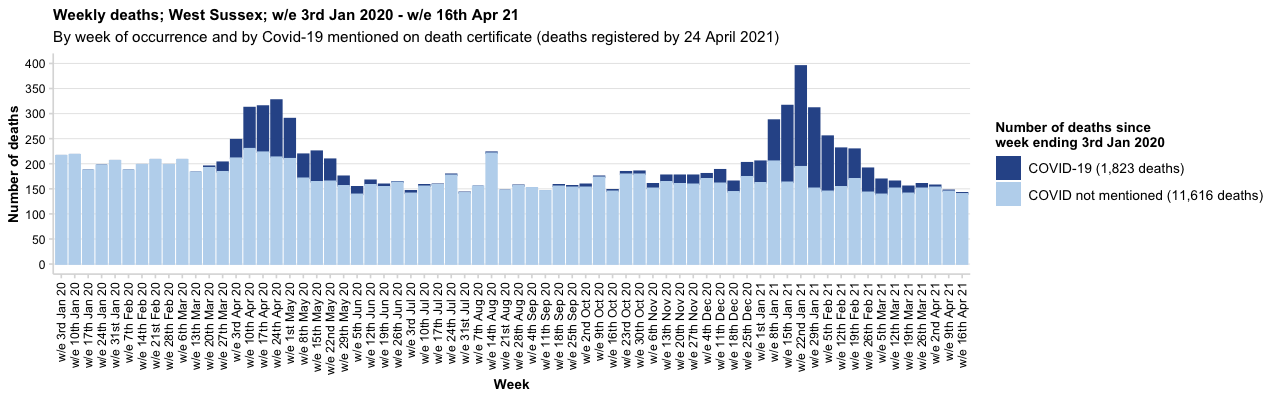 Weekly deaths; West Sussex; w/e 3rd Jan 2020 - w/e 16th Apr 21
By week of occurrence and by Covid-19 mentioned on death certificate (deaths registered by 24 April 2021)
400
350
300
250
200
150
100
50
0
Number of deaths
w/e 3rd Jan 20
w/e 10th Jan 20
w/e 17th Jan 20
w/e 24th Jan 20
w/e 31st Jan 20
w/e 7th Feb 20
w/e 14th Feb 20
w/e 21st Feb 20
w/e 28th Feb 20
w/e 6th Mar 20
w/e 13th Mar 20
w/e 20th Mar 20
w/e 27th Mar 20
w/e 3rd Apr 20
w/e 10th Apr 20
w/e 17th Apr 20
w/e 24th Apr 20
w/e 1st May 20
w/e 8th May 20
w/e 15th May 20
w/e 22nd May 20
w/e 29th May 20
w/e 5th Jun 20
w/e 12th Jun 20
w/e 19th Jun 20
w/e 26th Jun 20
w/e 3rd Jul 20
w/e 10th Jul 20
w/e 17th Jul 20
w/e 24th Jul 20
w/e 31st Jul 20
w/e 7th Aug 20
w/e 14th Aug 20
w/e 21st Aug 20
w/e 28th Aug 20
w/e 4th Sep 20
w/e 11th Sep 20
w/e 18th Sep 20
w/e 25th Sep 20
w/e 2nd Oct 20
w/e 9th Oct 20
w/e 16th Oct 20
w/e 23rd Oct 20
w/e 30th Oct 20
w/e 6th Nov 20
w/e 13th Nov 20
w/e 20th Nov 20
w/e 27th Nov 20
w/e 4th Dec 20
w/e 11th Dec 20
w/e 18th Dec 20
w/e 25th Dec 20
w/e 1st Jan 21
w/e 8th Jan 21
w/e 15th Jan 21
w/e 22nd Jan 21
w/e 29th Jan 21
w/e 5th Feb 21
w/e 12th Feb 21
w/e 19th Feb 21
w/e 26th Feb 21
w/e 5th Mar 21
w/e 12th Mar 21
w/e 19th Mar 21
w/e 26th Mar 21
w/e 2nd Apr 21
w/e 9th Apr 21
w/e 16th Apr 21
Week
Number of deaths since
week ending 3rd Jan 2020
COVID-19 (1,823 deaths)
COVID not mentioned (11,616 deaths)